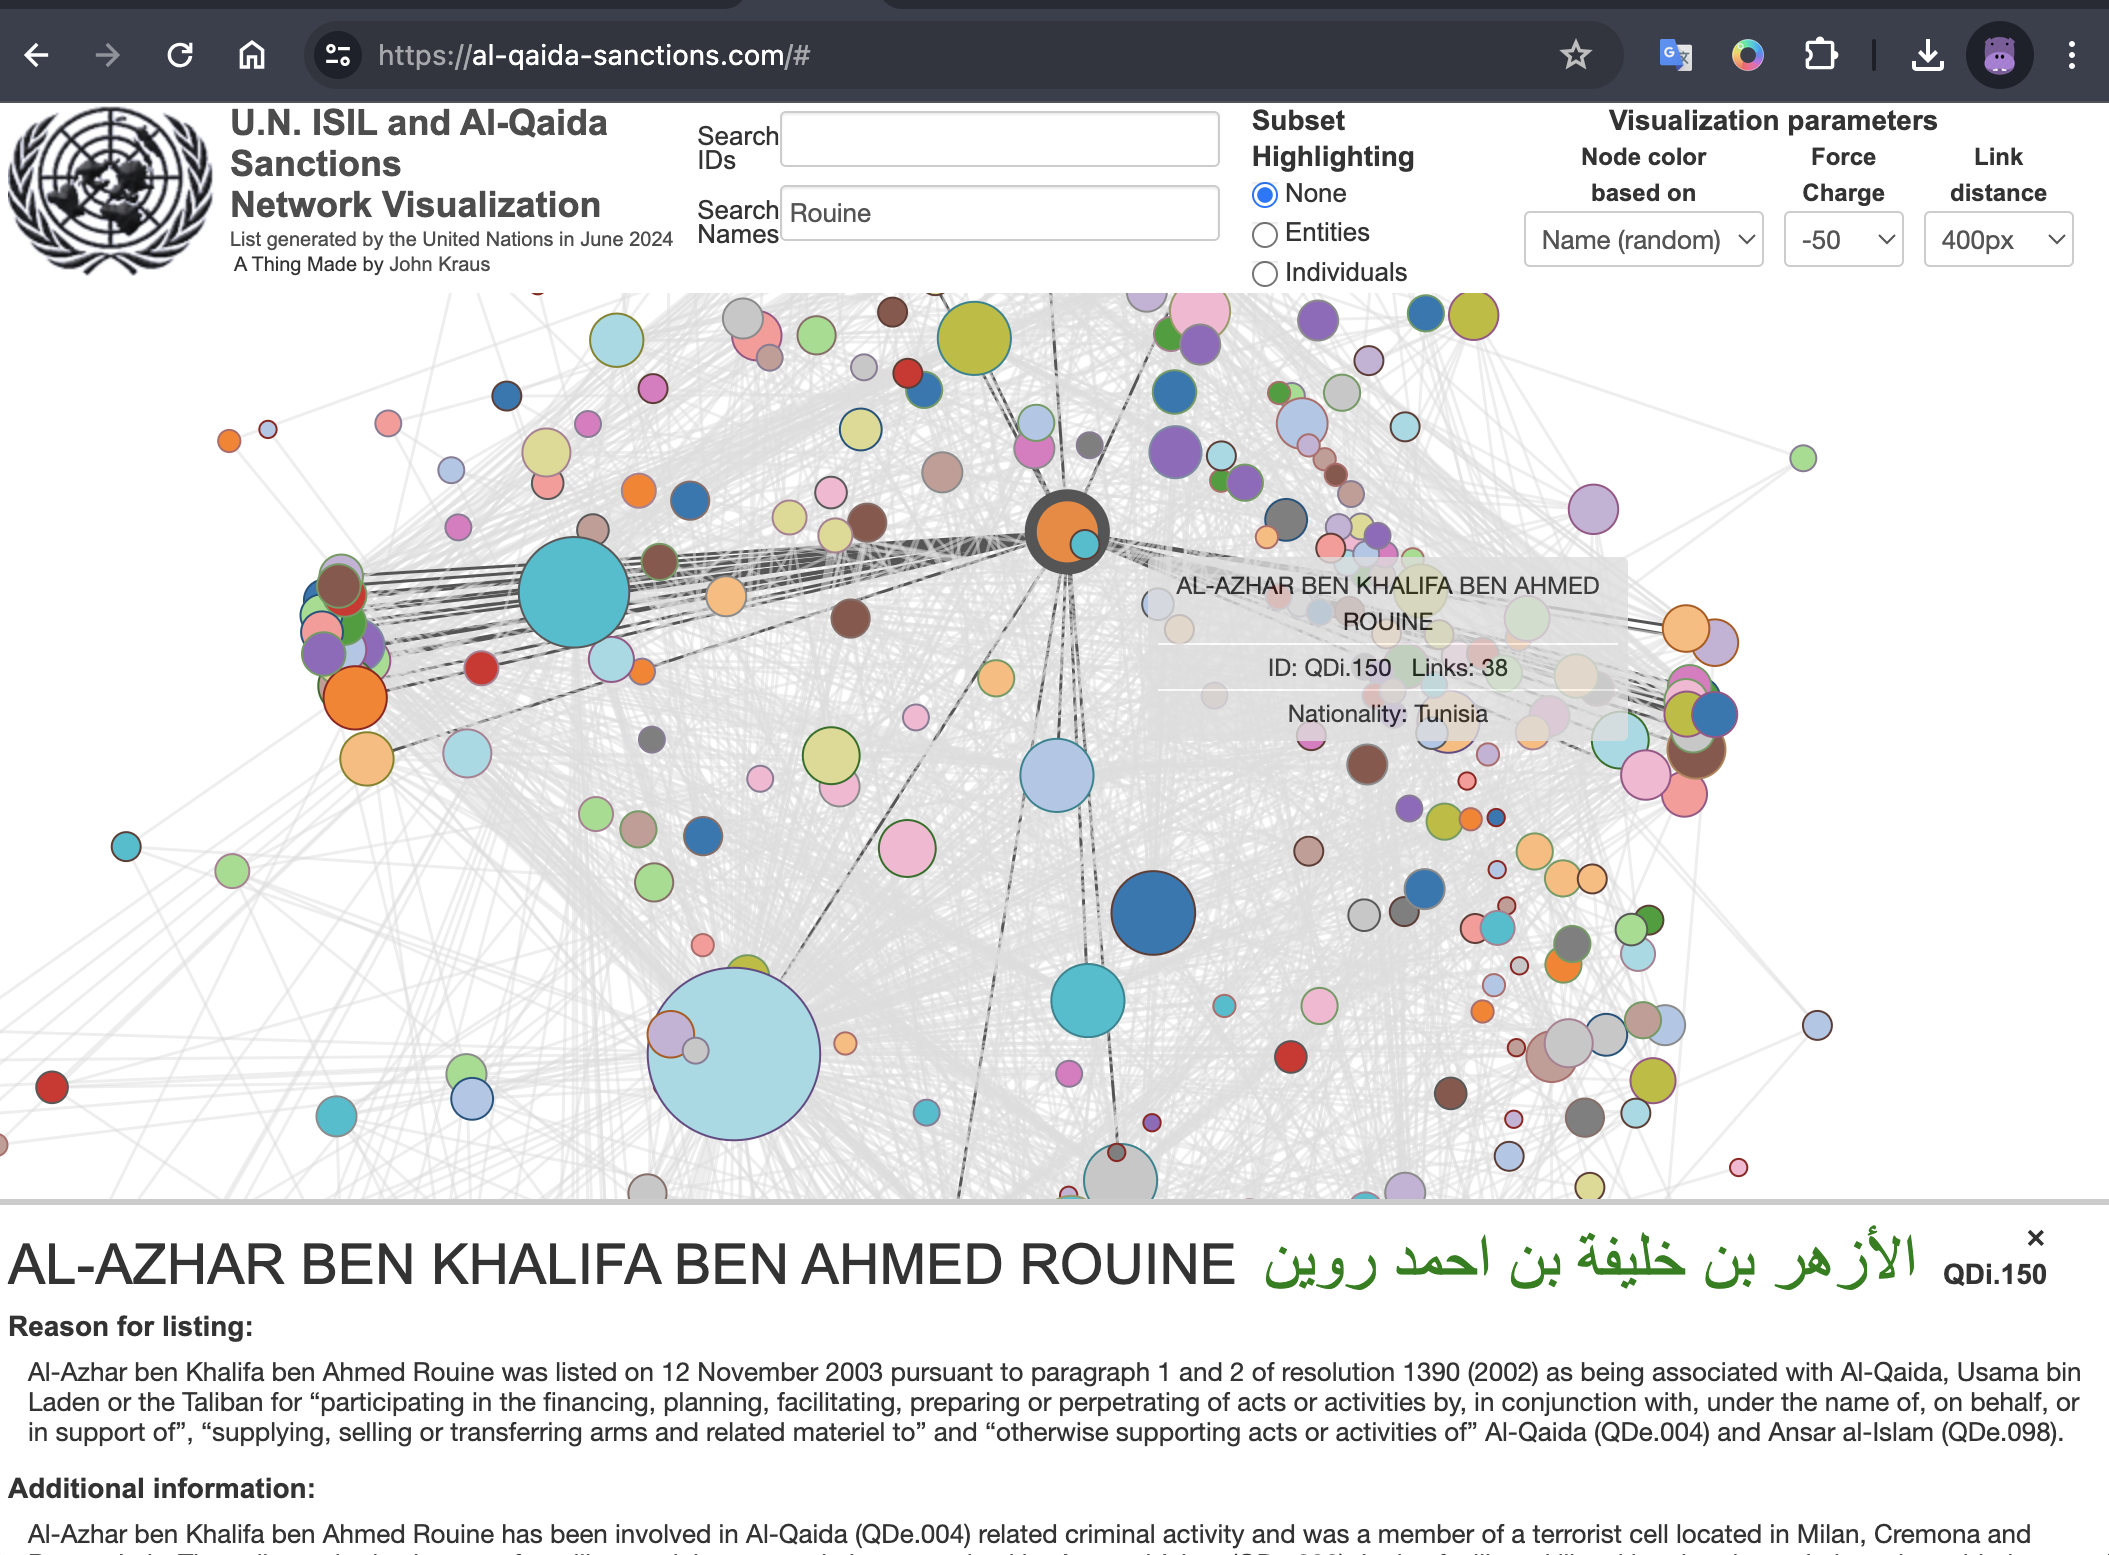 https://al-qaida-sanctions.com/#
U.N. ISIL and Al-Qaida
Sanctions
Network Visualization
List generated by the United Nations in June 2024
A Thing Made by John Kraus
Search
IDs
Search
Names
Rouine
Subset
Highlighting
None
Entities
Individuals
Visualization parameters
Node color
based on
Force
Charge
Link
distance
Name (random)
-50
400px
AL-AZHAR BEN KHALIFA BEN AHMED
ROUINE
ID: QDi.150 Links: 38
Nationality: Tunisia
AL-AZHAR BEN KHALIFA BEN AHMED ROUINE الأزهر بن خليفة بن احمد روين QDi.150 ×
Reason for listing:
Al-Azhar ben Khalifa ben Ahmed Rouine was listed on 12 November 2003 pursuant to paragraph 1 and 2 of resolution 1390 (2002) as being associated with Al-Qaida, Usama bin
Laden or the Taliban for “participating in the financing, planning, facilitating, preparing or perpetrating of acts or activities by, in conjunction with, under the name of, on behalf, or
in support of”, “supplying, selling or transferring arms and related materiel to” and “otherwise supporting acts or activities of” Al-Qaida (QDe.004) and Ansar al-Islam (QDe.098).
Additional information:
Al-Azhar ben Khalifa ben Ahmed Rouine has been involved in Al-Qaida (QDe.004) related criminal activity and was a member of a terrorist cell located in Milan, Cremona and